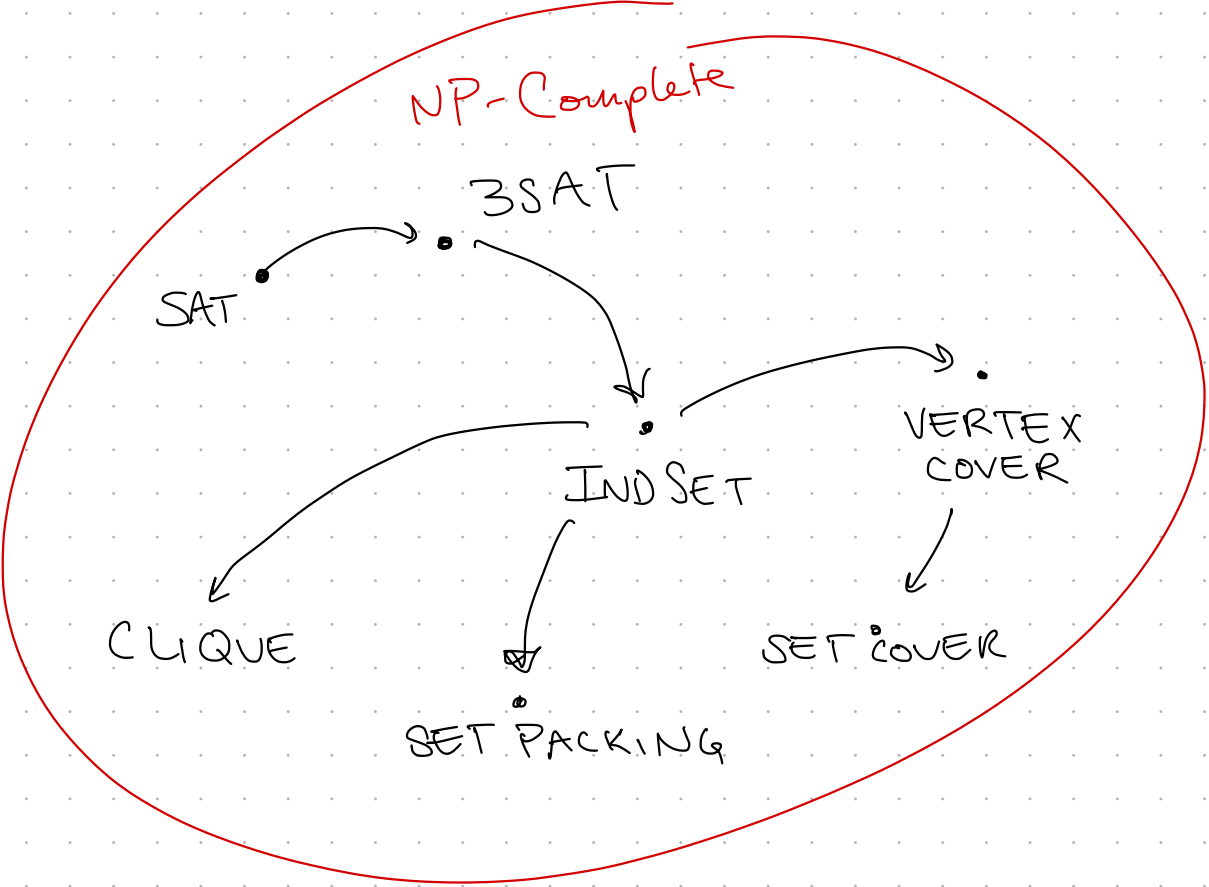 NP-Complete
3SAT
SAT
VERTEX
COVER
INDSET
CLIQUE
SET COVER
SET PACKING